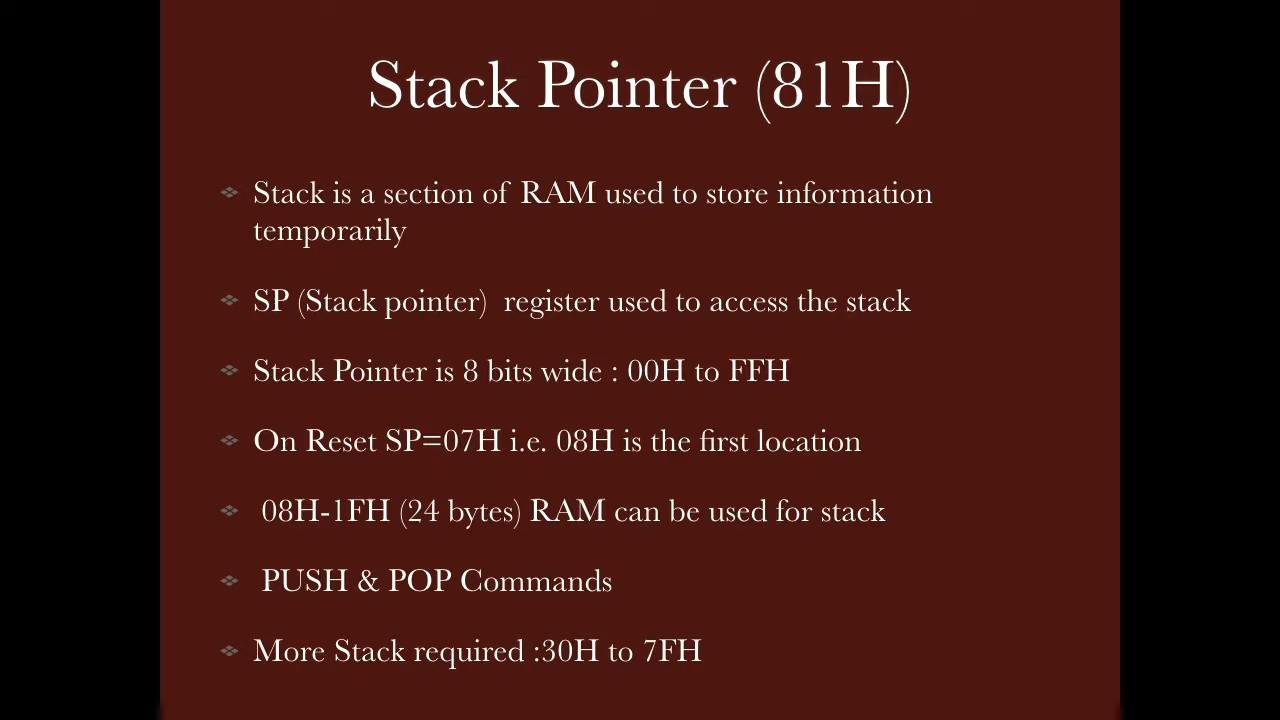 Stack Pointer (81H)
Stack is a section of RAM used to store information
temporarily
SP (Stack pointer) register used to access the stack
Stack Pointer is 8 bits wide : 00H to FFH
On Reset SP=07H i.e. 08H is the first location
08H-1FH (24 bytes) RAM can be used for stack
PUSH & POP Commands
More Stack required :30H to 7FH